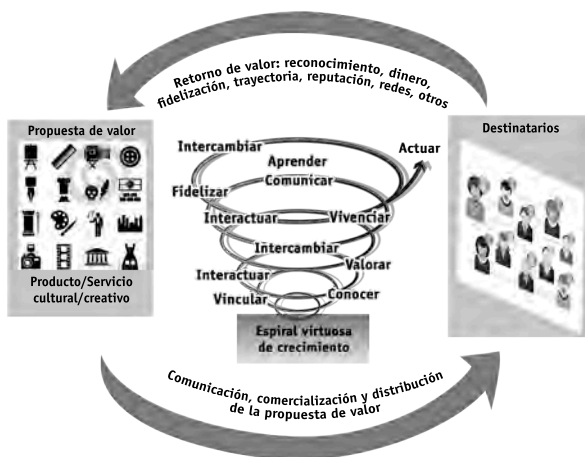 Retorno de valor: reconocimiento, dinero,
fidelización, trayectoria, reputación, redes, otros
Propuesta de valor
Producto/Servicio
cultural/creativo
Intercambiar
Aprender
Comunicar
Actuar
Fidelizar
Interactuar
Vivenciar
Intercambiar
Valorar
Interactuar
Conocer
Vincular
Espiral virtuosa
de crecimiento
Destinatarios
Comunicación, comercialización y distribución
de la propuesta de valor